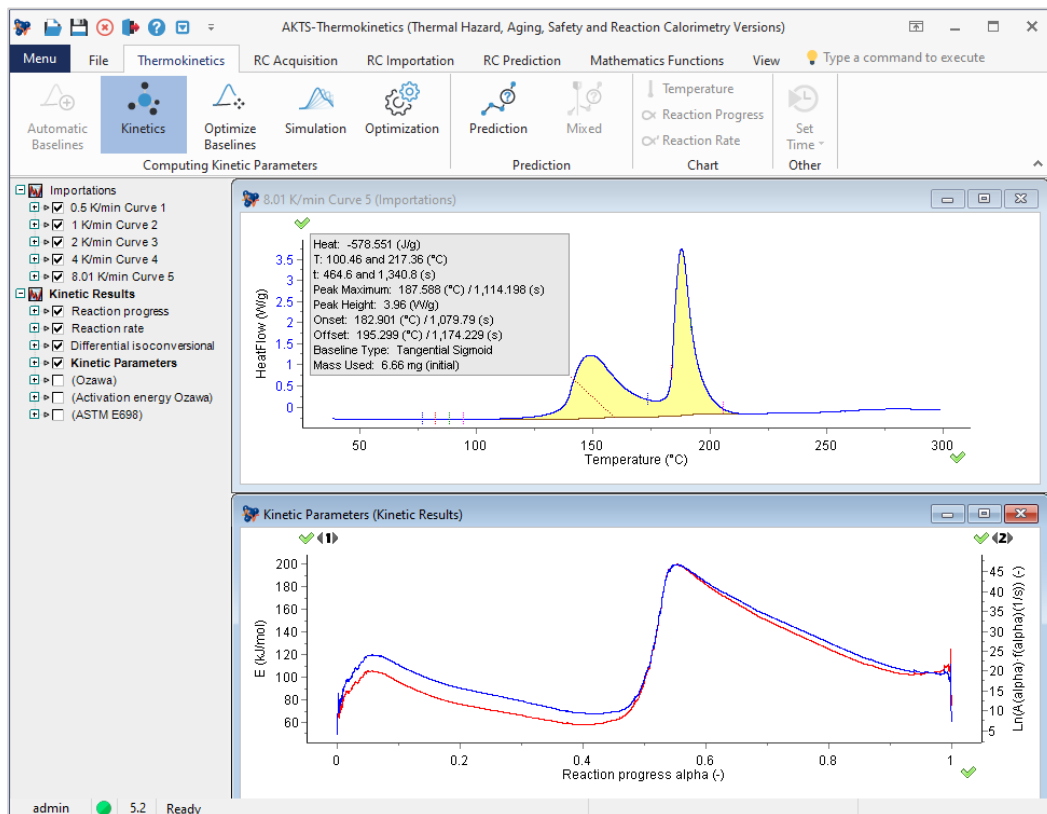 AKTS-Thermokinetics (Thermal Hazard, Aging, Safety and Reaction Calorimetry Versions)
Menu File Thermokinetics RC Acquisition RC Importation RC Prediction Mathematics Functions View Type a command to execute
Automatic Baselines
Kinetics
Optimize Baselines
Simulation
Optimization
Prediction
Mixed
Temperature
Reaction Progress
Reaction Rate
Set Time
Computing Kinetic Parameters Prediction Chart Other
Importations
0.5 K/min Curve 1
1 K/min Curve 2
2 K/min Curve 3
4 K/min Curve 4
8.01 K/min Curve 5
Kinetic Results
Reaction progress
Reaction rate
Differential isoconversional
Kinetic Parameters
(Ozawa)
(Activation energy Ozawa)
(ASTM E698)
8.01 K/min Curve 5 (Importations)
Heat: -578.551 (J/g)
T: 100.46 and 217.36 (°C)
t: 464.6 and 1,340.8 (s)
Peak Maximum: 187.588 (°C) / 1,114.198 (s)
Peak Height: 3.96 (W/g)
Onset: 182.901 (°C) / 1,079.79 (s)
Offset: 195.299 (°C) / 1,174.229 (s)
Baseline Type: Tangential Sigmoid
Mass Used: 6.66 mg (initial)
HeatFlow (W/g)
3.5
3
2.5
2
1.5
1
0.5
0
50 100 150 200 250 300
Temperature (°C)
Kinetic Parameters (Kinetic Results)
(1) (2)
E (kJ/mol)
200
180
160
140
120
100
80
60
45
40
35
30
25
20
15
10
5
Ln(A(alpha)·f(alpha)(1/s)) (-)
0 0.2 0.4 0.6 0.8 1
Reaction progress alpha (-)
admin 5.2 Ready